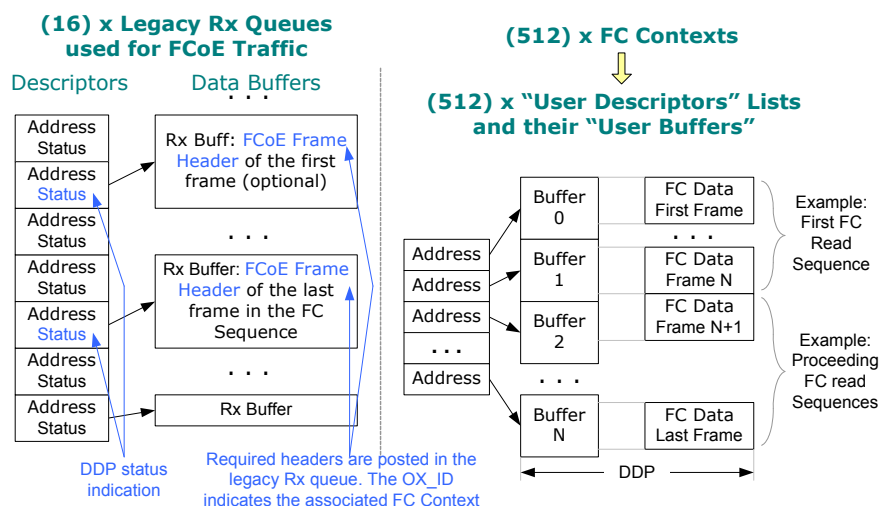 (16) x Legacy Rx Queues
used for FCoE Traffic
Descriptors
Data Buffers
. . .
Address
Status
Address
Status
Address
Status
Address
Status
Address
Status
Address
Status
Address
Status
Rx Buff: FCoE Frame
Header of the first
frame (optional)
. . .
Rx Buffer: FCoE Frame
Header of the last
frame in the FC
Sequence
. . .
Rx Buffer
DDP status
indication
Required headers are posted in the
legacy Rx queue. The OX_ID
indicates the associated FC Context
(512) x FC Contexts
(512) x “User Descriptors” Lists
and their “User Buffers”
Address
Address
Address
. . .
Address
Buffer
0
Buffer
1
Buffer
2
. . .
Buffer
N
FC Data
First Frame
. . .
FC Data
Frame N
FC Data
Frame N+1
FC Data
Last Frame
DDP
Example:
First FC
Read
Sequence
Example:
Proceeding
FC read
Sequences